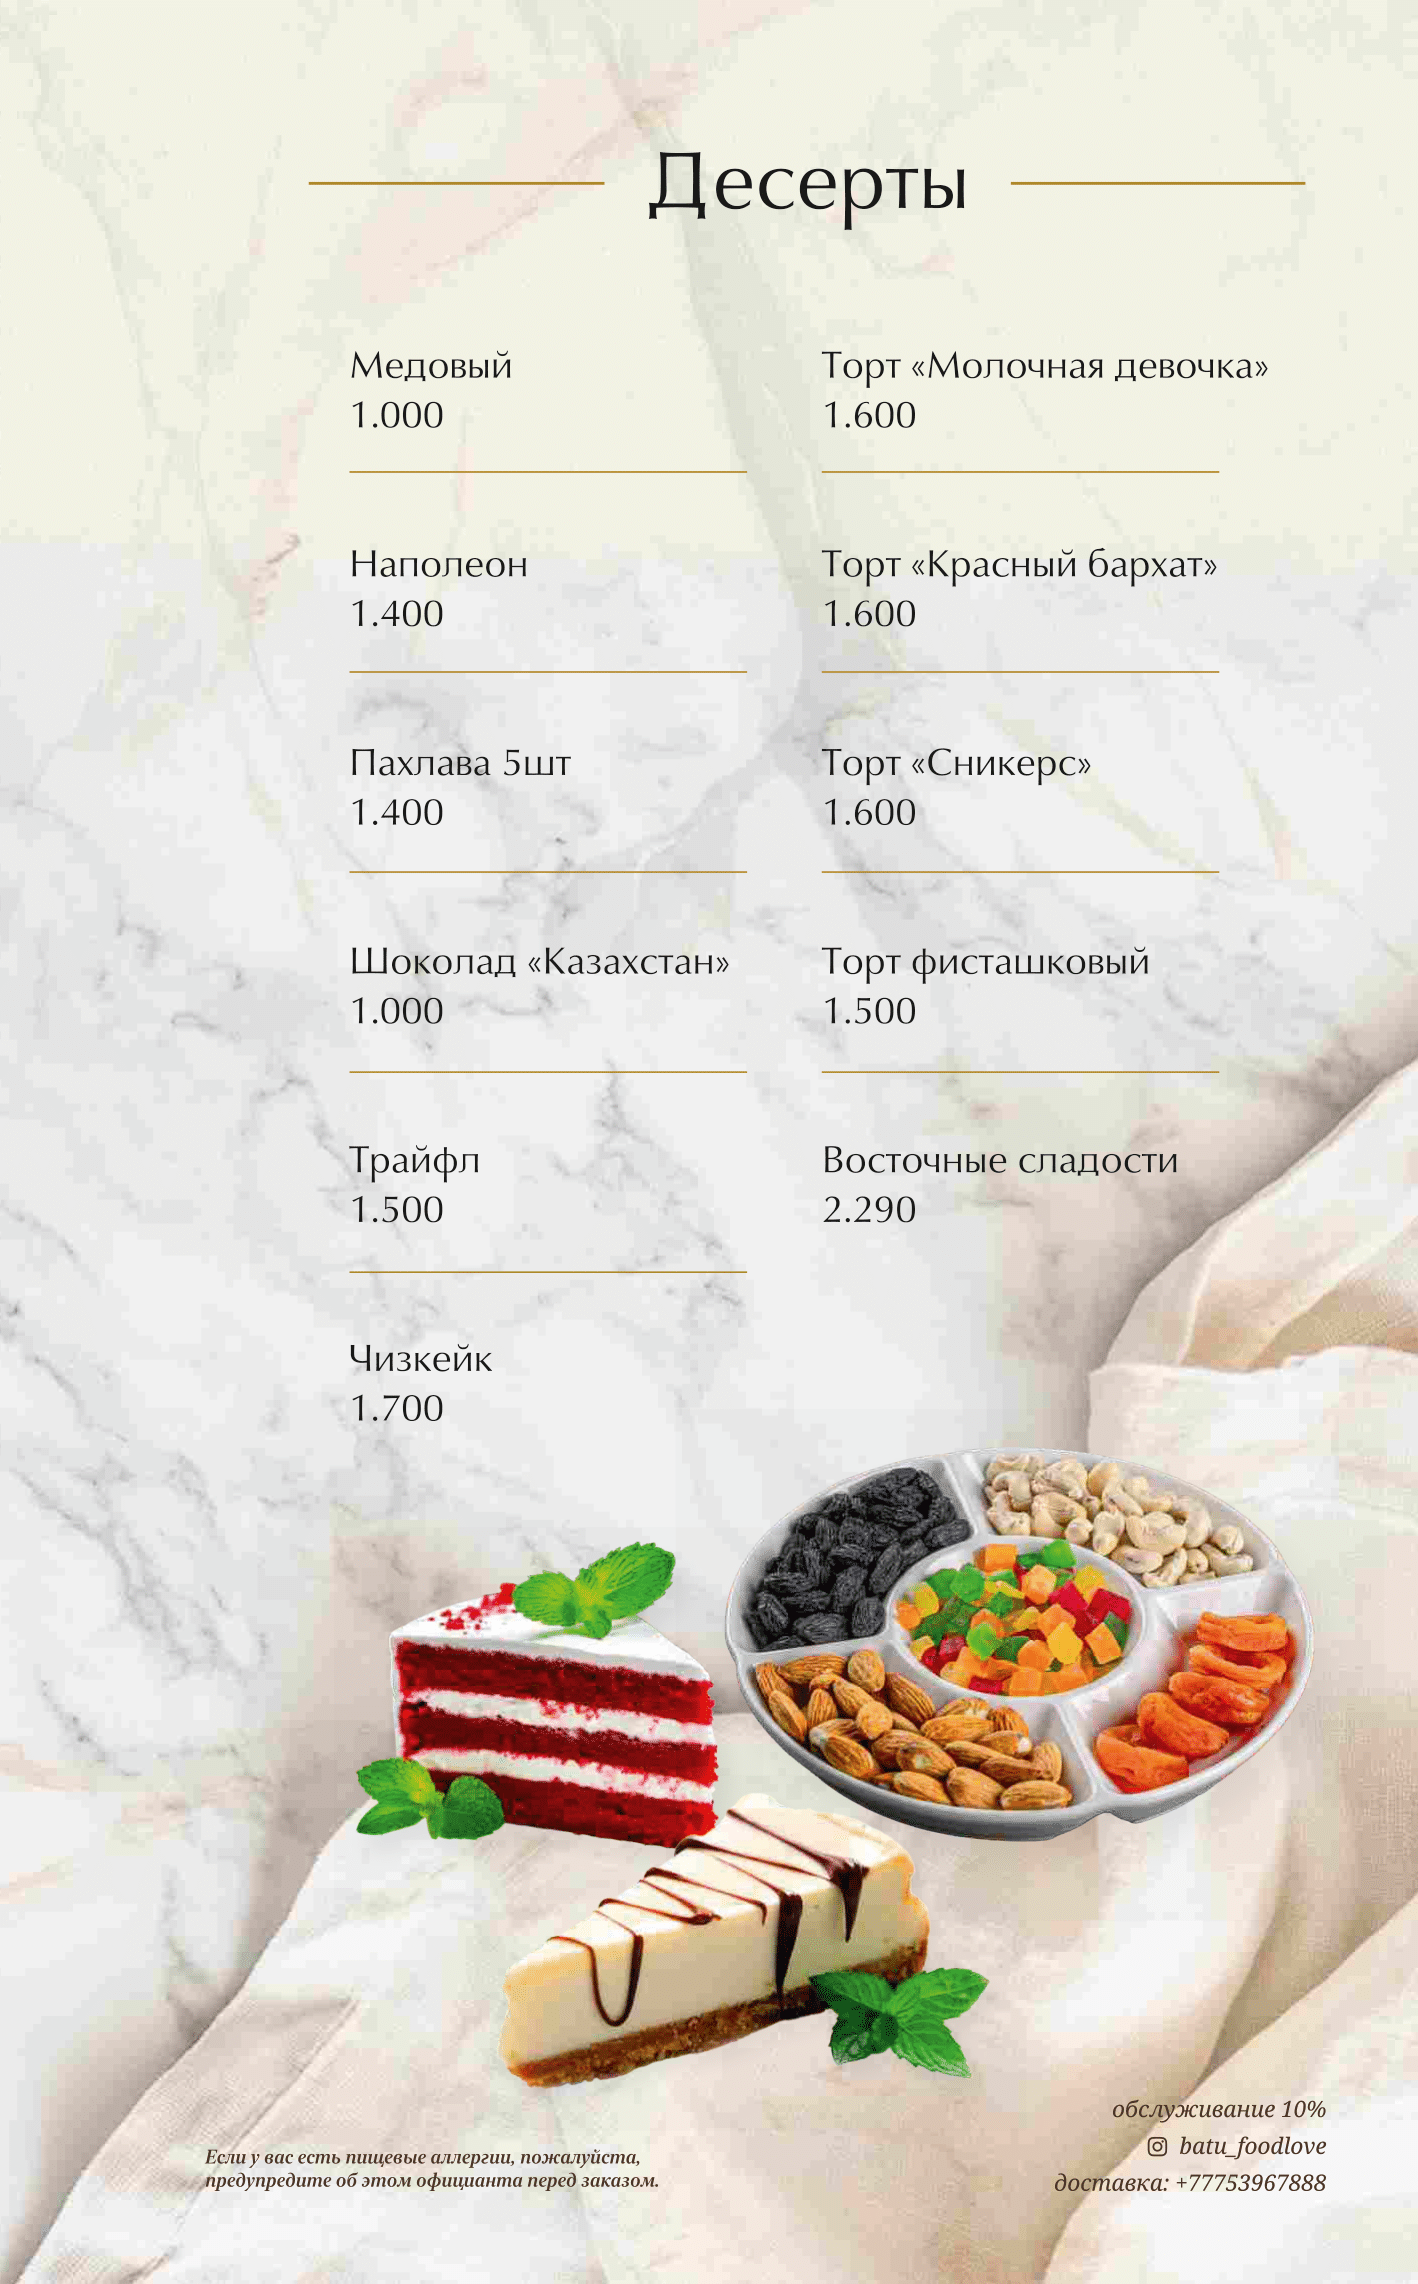 Десерты
Медовый
1.000
Наполеон
1.400
Пахлава 5шт
1.400
Шоколад «Казахстан»
1.000
Трайфл
1.500
Чизкейк
1.700
Торт «Молочная девочка»
1.600
Торт «Красный бархат»
1.600
Торт «Сникерс»
1.600
Торт фисташковый
1.500
Восточные сладости
2.290
Если у вас есть пищевые аллергии, пожалуйста,
предупредите об этом официанта перед заказом.
обслуживание 10%
batu_foodlove
доставка: +77753967888